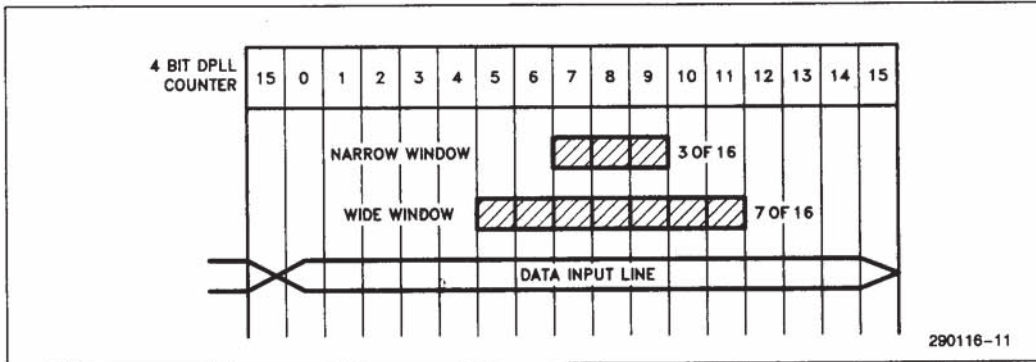 4 BIT DPLL
COUNTER
15 0 1 2 3 4 5 6 7 8 9 10 11 12 13 14 15
NARROW WINDOW 3 OF 16
WIDE WINDOW 7 OF 16
DATA INPUT LINE
290116-11